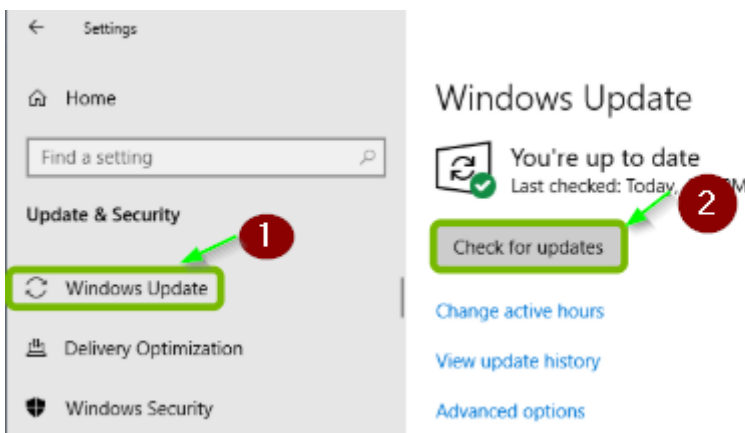 Settings
Home
Find a setting
Update & Security
1
Windows Update
Delivery Optimization
Windows Security
Windows Update
You're up to date
Last checked: Today,
2
Check for updates
Change active hours
View update history
Advanced options